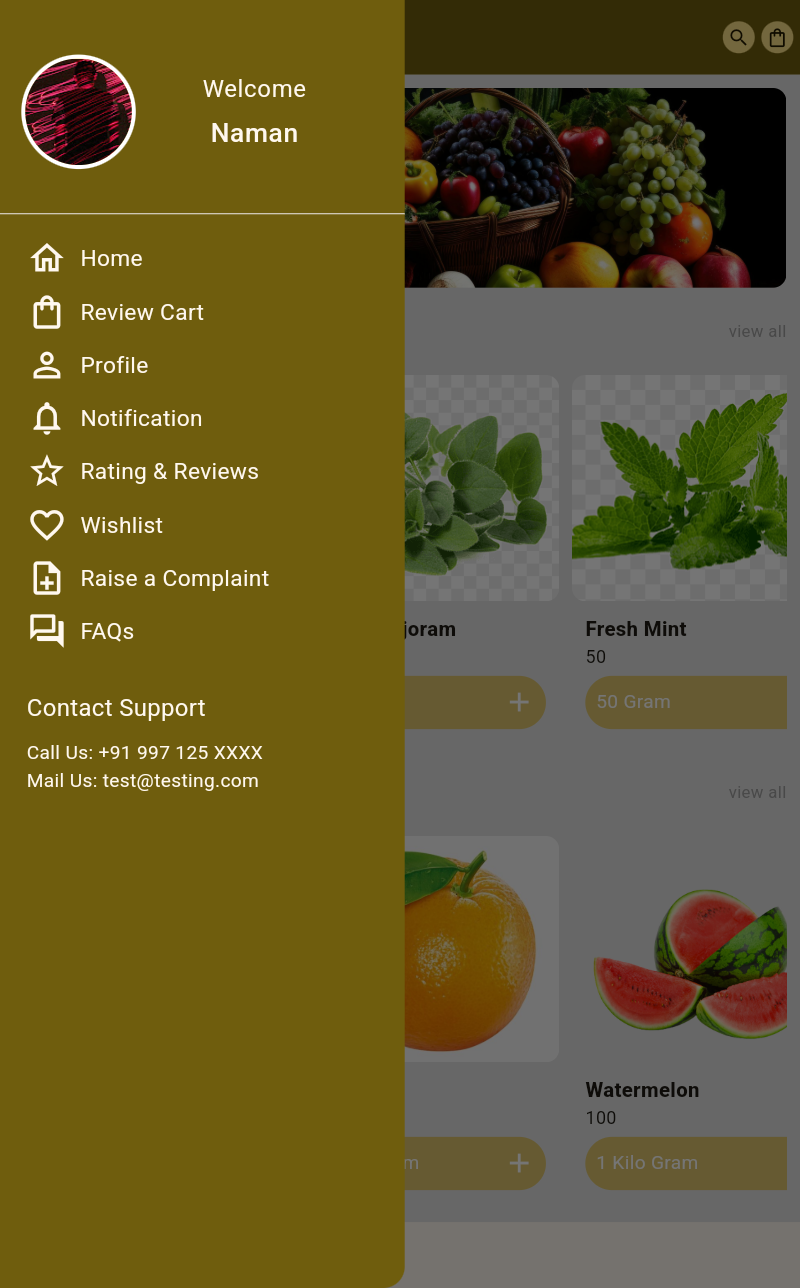 Welcome
Naman
Home
Review Cart
Profile
Notification
Rating & Reviews
Wishlist
Raise a Complaint
FAQs
Contact Support
Call Us: +91 997 125 XXXX
Mail Us: test@testing.com
view all
joram
Fresh Mint
50
50 Gram
view all
Watermelon
100
m
1 Kilo Gram